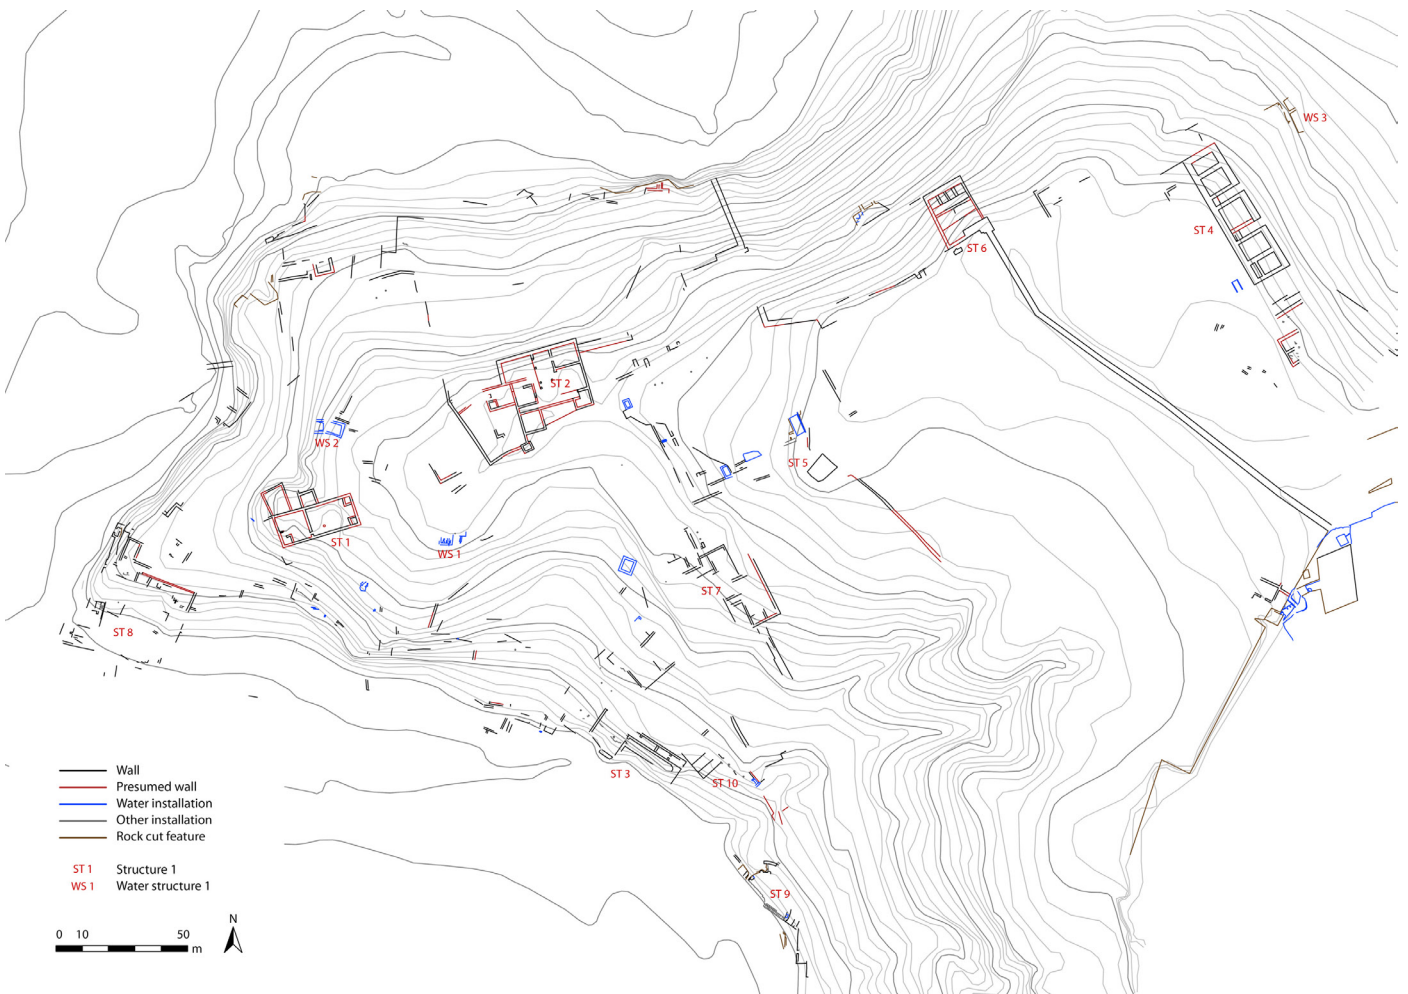 WS 3
ST 4
ST 6
ST 2
WS 2
ST 5
ST 1
WS 1
ST 7
ST 8
ST 3
ST 10
ST 9
Wall
Presumed wall
Water installation
Other installation
Rock cut feature
ST 1 Structure 1
WS 1 Water structure 1
N
0 10 50
m